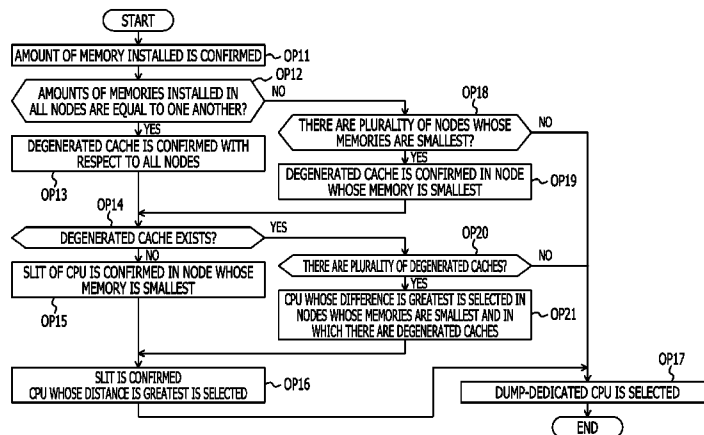 START
AMOUNT OF MEMORY INSTALLED IS CONFIRMED
OP11
AMOUNTS OF MEMORIES INSTALLED IN
ALL NODES ARE EQUAL TO ONE ANOTHER?
OP12
NO
YES
DEGENERATED CACHE IS CONFIRMED WITH
RESPECT TO ALL NODES
OP13
OP18
THERE ARE PLURALITY OF NODES WHOSE
MEMORIES ARE SMALLEST?
NO
YES
DEGENERATED CACHE IS CONFIRMED IN NODE
WHOSE MEMORY IS SMALLEST
OP19
OP14
DEGENERATED CACHE EXISTS?
YES
NO
SLIT OF CPU IS CONFIRMED IN NODE WHOSE
MEMORY IS SMALLEST
OP15
OP20
THERE ARE PLURALITY OF DEGENERATED CACHES?
NO
YES
CPU WHOSE DIFFERENCE IS GREATEST IS SELECTED IN
NODES WHOSE MEMORIES ARE SMALLEST AND IN
WHICH THERE ARE DEGENERATED CACHES
OP21
SLIT IS CONFIRMED
CPU WHOSE DISTANCE IS GREATEST IS SELECTED
OP16
OP17
DUMP-DEDICATED CPU IS SELECTED
END